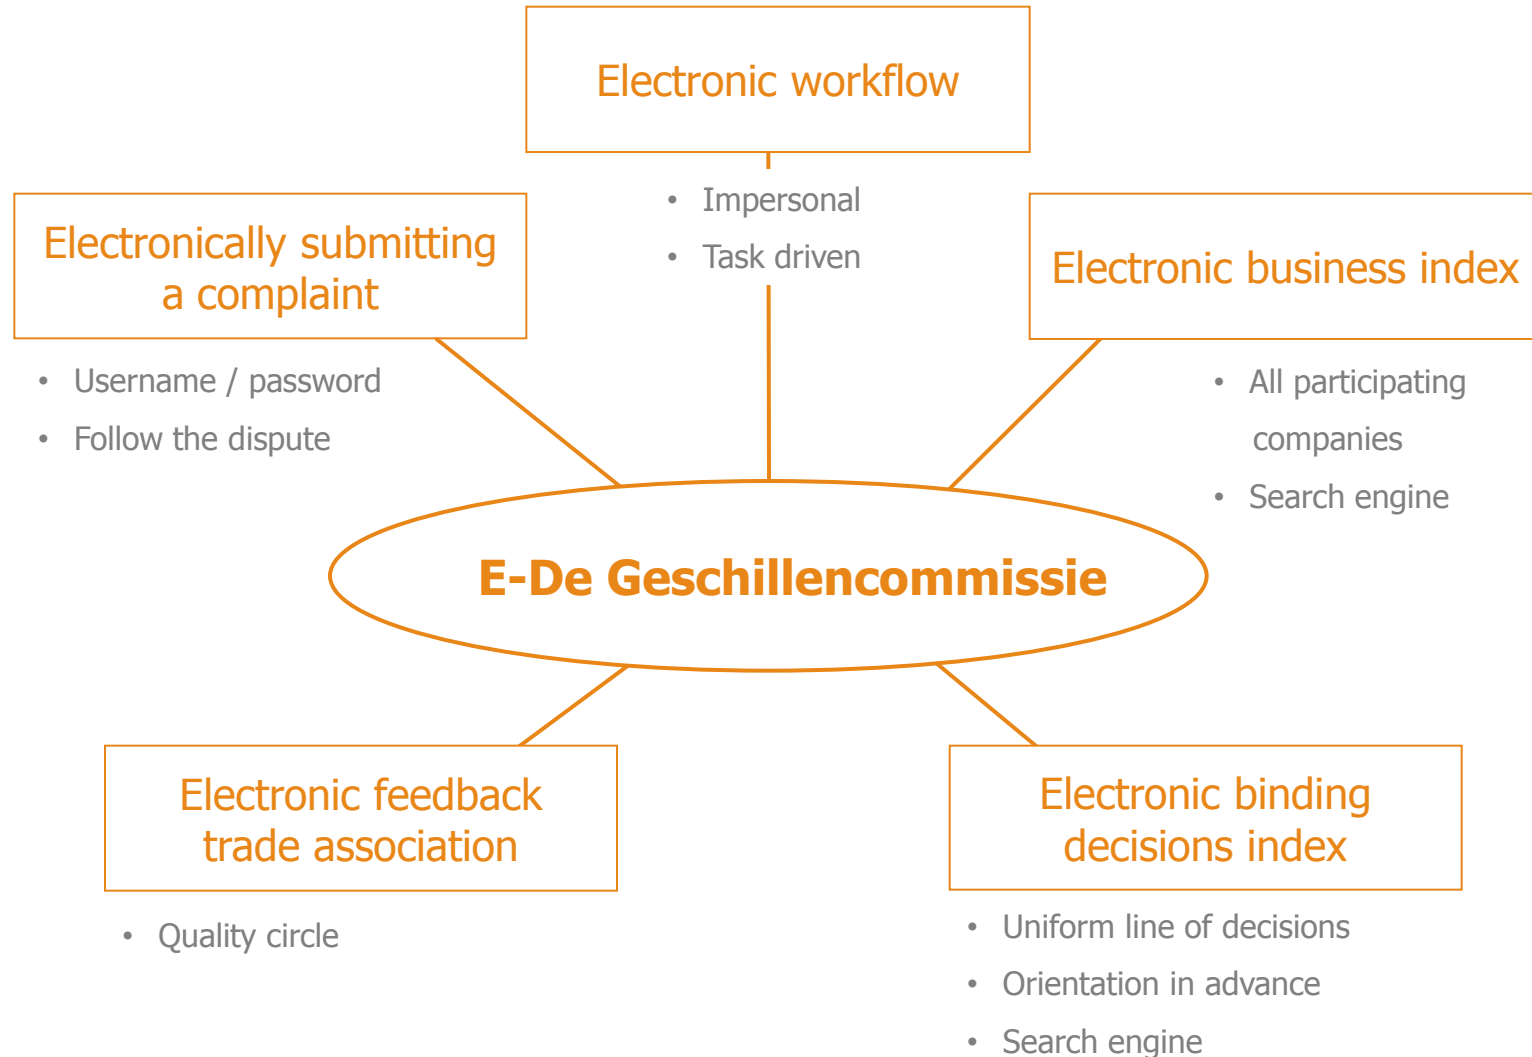 Electronic workflow
• Impersonal
• Task driven
Electronically submitting
a complaint
• Username / password
• Follow the dispute
Electronic business index
• All participating
companies
• Search engine
E-De Geschillencommissie
Electronic feedback
trade association
• Quality circle
Electronic binding
decisions index
• Uniform line of decisions
• Orientation in advance
• Search engine